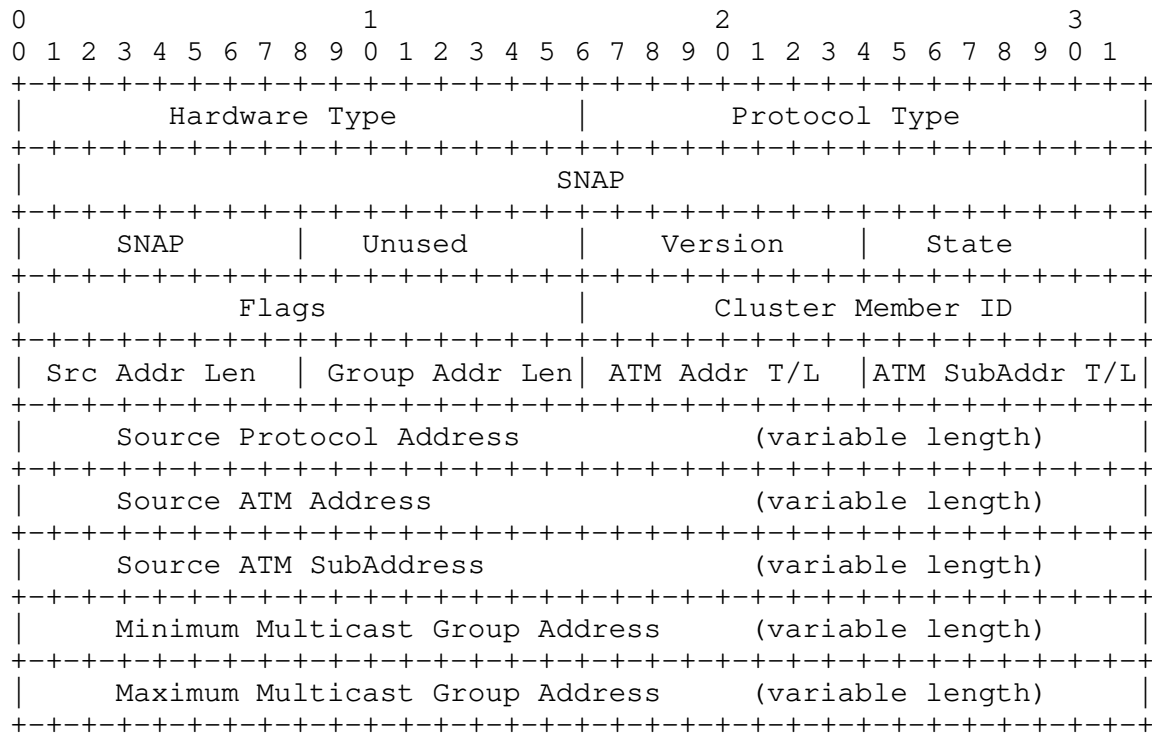 0                   1                   2                   3
0 1 2 3 4 5 6 7 8 9 0 1 2 3 4 5 6 7 8 9 0 1 2 3 4 5 6 7 8 9 0 1
+-+-+-+-+-+-+-+-+-+-+-+-+-+-+-+-+-+-+-+-+-+-+-+-+-+-+-+-+-+-+-+-+
|        Hardware Type          |        Protocol Type          |
+-+-+-+-+-+-+-+-+-+-+-+-+-+-+-+-+-+-+-+-+-+-+-+-+-+-+-+-+-+-+-+-+
|                              SNAP                             |
+-+-+-+-+-+-+-+-+-+-+-+-+-+-+-+-+-+-+-+-+-+-+-+-+-+-+-+-+-+-+-+-+
|     SNAP      |   Unused      |    Version    |   State       |
+-+-+-+-+-+-+-+-+-+-+-+-+-+-+-+-+-+-+-+-+-+-+-+-+-+-+-+-+-+-+-+-+
|            Flags              |       Cluster Member ID       |
+-+-+-+-+-+-+-+-+-+-+-+-+-+-+-+-+-+-+-+-+-+-+-+-+-+-+-+-+-+-+-+-+
| Src Addr Len  | Group Addr Len| ATM Addr T/L  |ATM SubAddr T/L|
+-+-+-+-+-+-+-+-+-+-+-+-+-+-+-+-+-+-+-+-+-+-+-+-+-+-+-+-+-+-+-+-+
|     Source Protocol Address             (variable length)     |
+-+-+-+-+-+-+-+-+-+-+-+-+-+-+-+-+-+-+-+-+-+-+-+-+-+-+-+-+-+-+-+-+
|     Source ATM Address                  (variable length)     |
+-+-+-+-+-+-+-+-+-+-+-+-+-+-+-+-+-+-+-+-+-+-+-+-+-+-+-+-+-+-+-+-+
|     Source ATM SubAddress               (variable length)     |
+-+-+-+-+-+-+-+-+-+-+-+-+-+-+-+-+-+-+-+-+-+-+-+-+-+-+-+-+-+-+-+-+
|     Minimum Multicast Group Address     (variable length)     |
+-+-+-+-+-+-+-+-+-+-+-+-+-+-+-+-+-+-+-+-+-+-+-+-+-+-+-+-+-+-+-+-+
|     Maximum Multicast Group Address     (variable length)     |
+-+-+-+-+-+-+-+-+-+-+-+-+-+-+-+-+-+-+-+-+-+-+-+-+-+-+-+-+-+-+-+-+